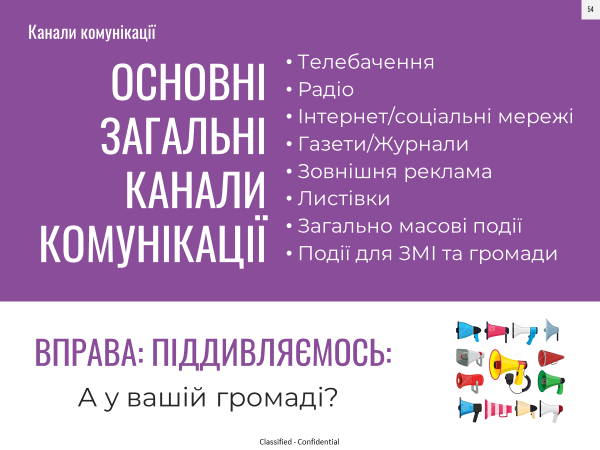 54
Канали комунікації
ОСНОВНІ
ЗАГАЛЬНІ
КАНАЛИ
КОМУНІКАЦІЇ
• Телебачення
• Радіо
• Інтернет/соціальні мережі
• Газети/Журнали
• Зовнішня реклама
• Листівки
• Загально масові події
• Події для ЗМІ та громади
ВПРАВА: ПІДДИВЛЯЄМОСЬ:
А у вашій громаді?
Classified - Confidential